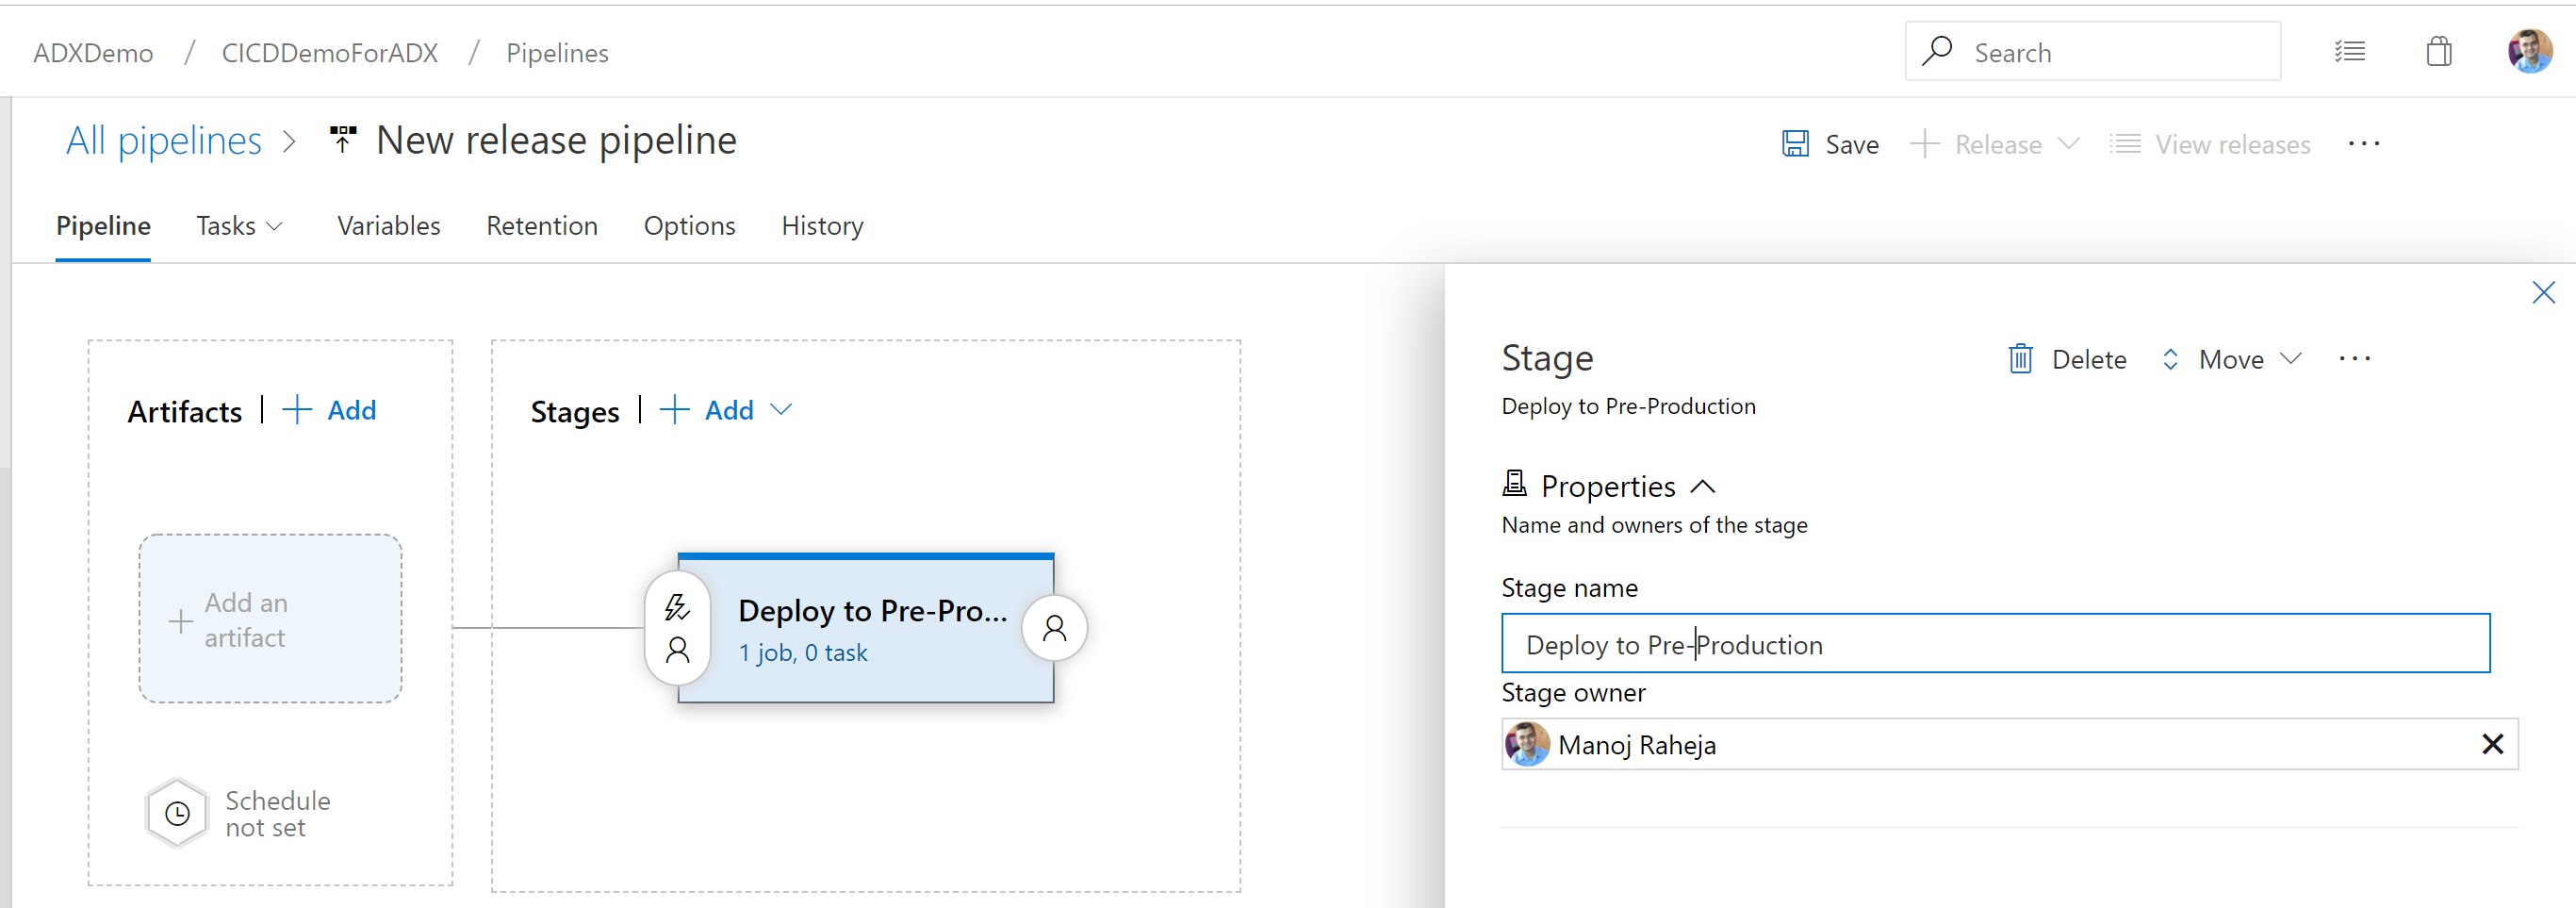 ADXDemo / CICDDemoForADX / Pipelines
Search
All pipelines > New release pipeline
Save
Release
View releases
...
Pipeline
Tasks
Variables
Retention
Options
History
Artifacts | + Add
Stages | + Add
+ Add an
artifact
Deploy to Pre-Pro...
1 job, 0 task
Schedule
not set
Stage
Delete
Move
...
Deploy to Pre-Production
Properties
Name and owners of the stage
Stage name
Deploy to Pre-Production
Stage owner
Manoj Raheja